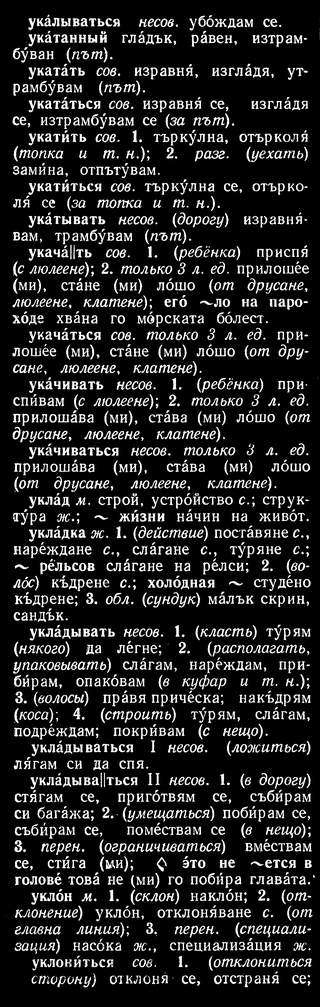 ука́лываться несов. убо́ждам се.
ука́танный гла́дък, ра́вен, изтрам-
бу́ван (път).
уката́ть сов. изравня́, изгла́дя, ут-
рамбу́вам (път).
уката́ться сов. изравня́ се, изгла́дя
се, изтрамбу́вам се (за път).
укати́ть сов. 1. търку́лна, отърколя́
(топка и т. н.); 2. разг. (уехать)
зами́на, отпъту́вам.
укати́ться сов. търку́лна се, отърко-
ля́ се (за топка и т. н.).
ука́тывать несов. (дорогу) изравня́-
вам, трамбу́вам (път).
укача́||ть сов. 1. (ребёнка) приспя́
(с люлеене); 2. только 3 л. ед. прилоше́е
(ми), ста́не (ми) ло́шо (от друсане,
люлеене, клатене); его́ ~ло на паро-
хо́де хва́на го мо́рската бо́лест.
укача́ться сов. только 3 л. ед. при-
лоше́е (ми), ста́не (ми) ло́шо (от дру-
сане, люлеене, клатене).
ука́чивать несов. 1. (ребёнка) при-
спи́вам (с люлеене); 2. только 3 л. ед.
прилоша́ва (ми), ста́ва (ми) ло́шо (от
друсане, люлеене, клатене).
ука́чиваться несов. только 3 л. ед.
прилоша́ва (ми), ста́ва (ми) ло́шо
(от друсане, люлеене, клатене).
укла́д м. строй, устро́йство с.; струк-
ту́ра ж.; ~ жи́зни на́чин на живо́т.
укла́дка ж. 1. (действие) поста́вяне с.,
наре́ждане с., сла́гане с., ту́ряне с.;
~ ре́льсов сла́гане на ре́лси; 2. (во-
ло́с) къ́дрене с.; холо́дная ~ студе́но
къ́дрене; 3. обл. (сундук) ма́лък скрин,
санды́к.
укла́дывать несов. 1. (класть) ту́рям
(някого) да ле́гне; 2. (располагать,
упаковывать) сла́гам, наре́ждам, при-
би́рам, опако́вам (в куфар и т. н.);
3. (волосы) пра́вя приче́ска; накъ́дрям
(коса); 4. (строить) ту́рям, сла́гам,
подре́ждам; покри́вам (с нещо).
укла́дываться I несов. (ложиться)
ля́гам си да спя.
укла́дыва||ться II несов. 1. (в дорогу)
стя́гам се, приго́твям се, съби́рам
си бага́жа; 2. (умещаться) поби́рам се,
съби́рам се, поме́ствам се (в нещо);
3. перен. (ограничиваться) вме́ствам
се, сти́га (ми); ◊ э́то не ~ется в
голове́ това́ не (ми) го поби́ра глава́та.
укло́н м. 1. (склон) накло́н; 2. (от-
клонение) укло́н, отклоня́ване с. (от
главна линия); 3. перен. (специали-
зация) насо́ка ж., специализа́ция ж.
уклони́ться сов. 1. (отклониться в
сторону) отклоня́ се, отстраня́ се;